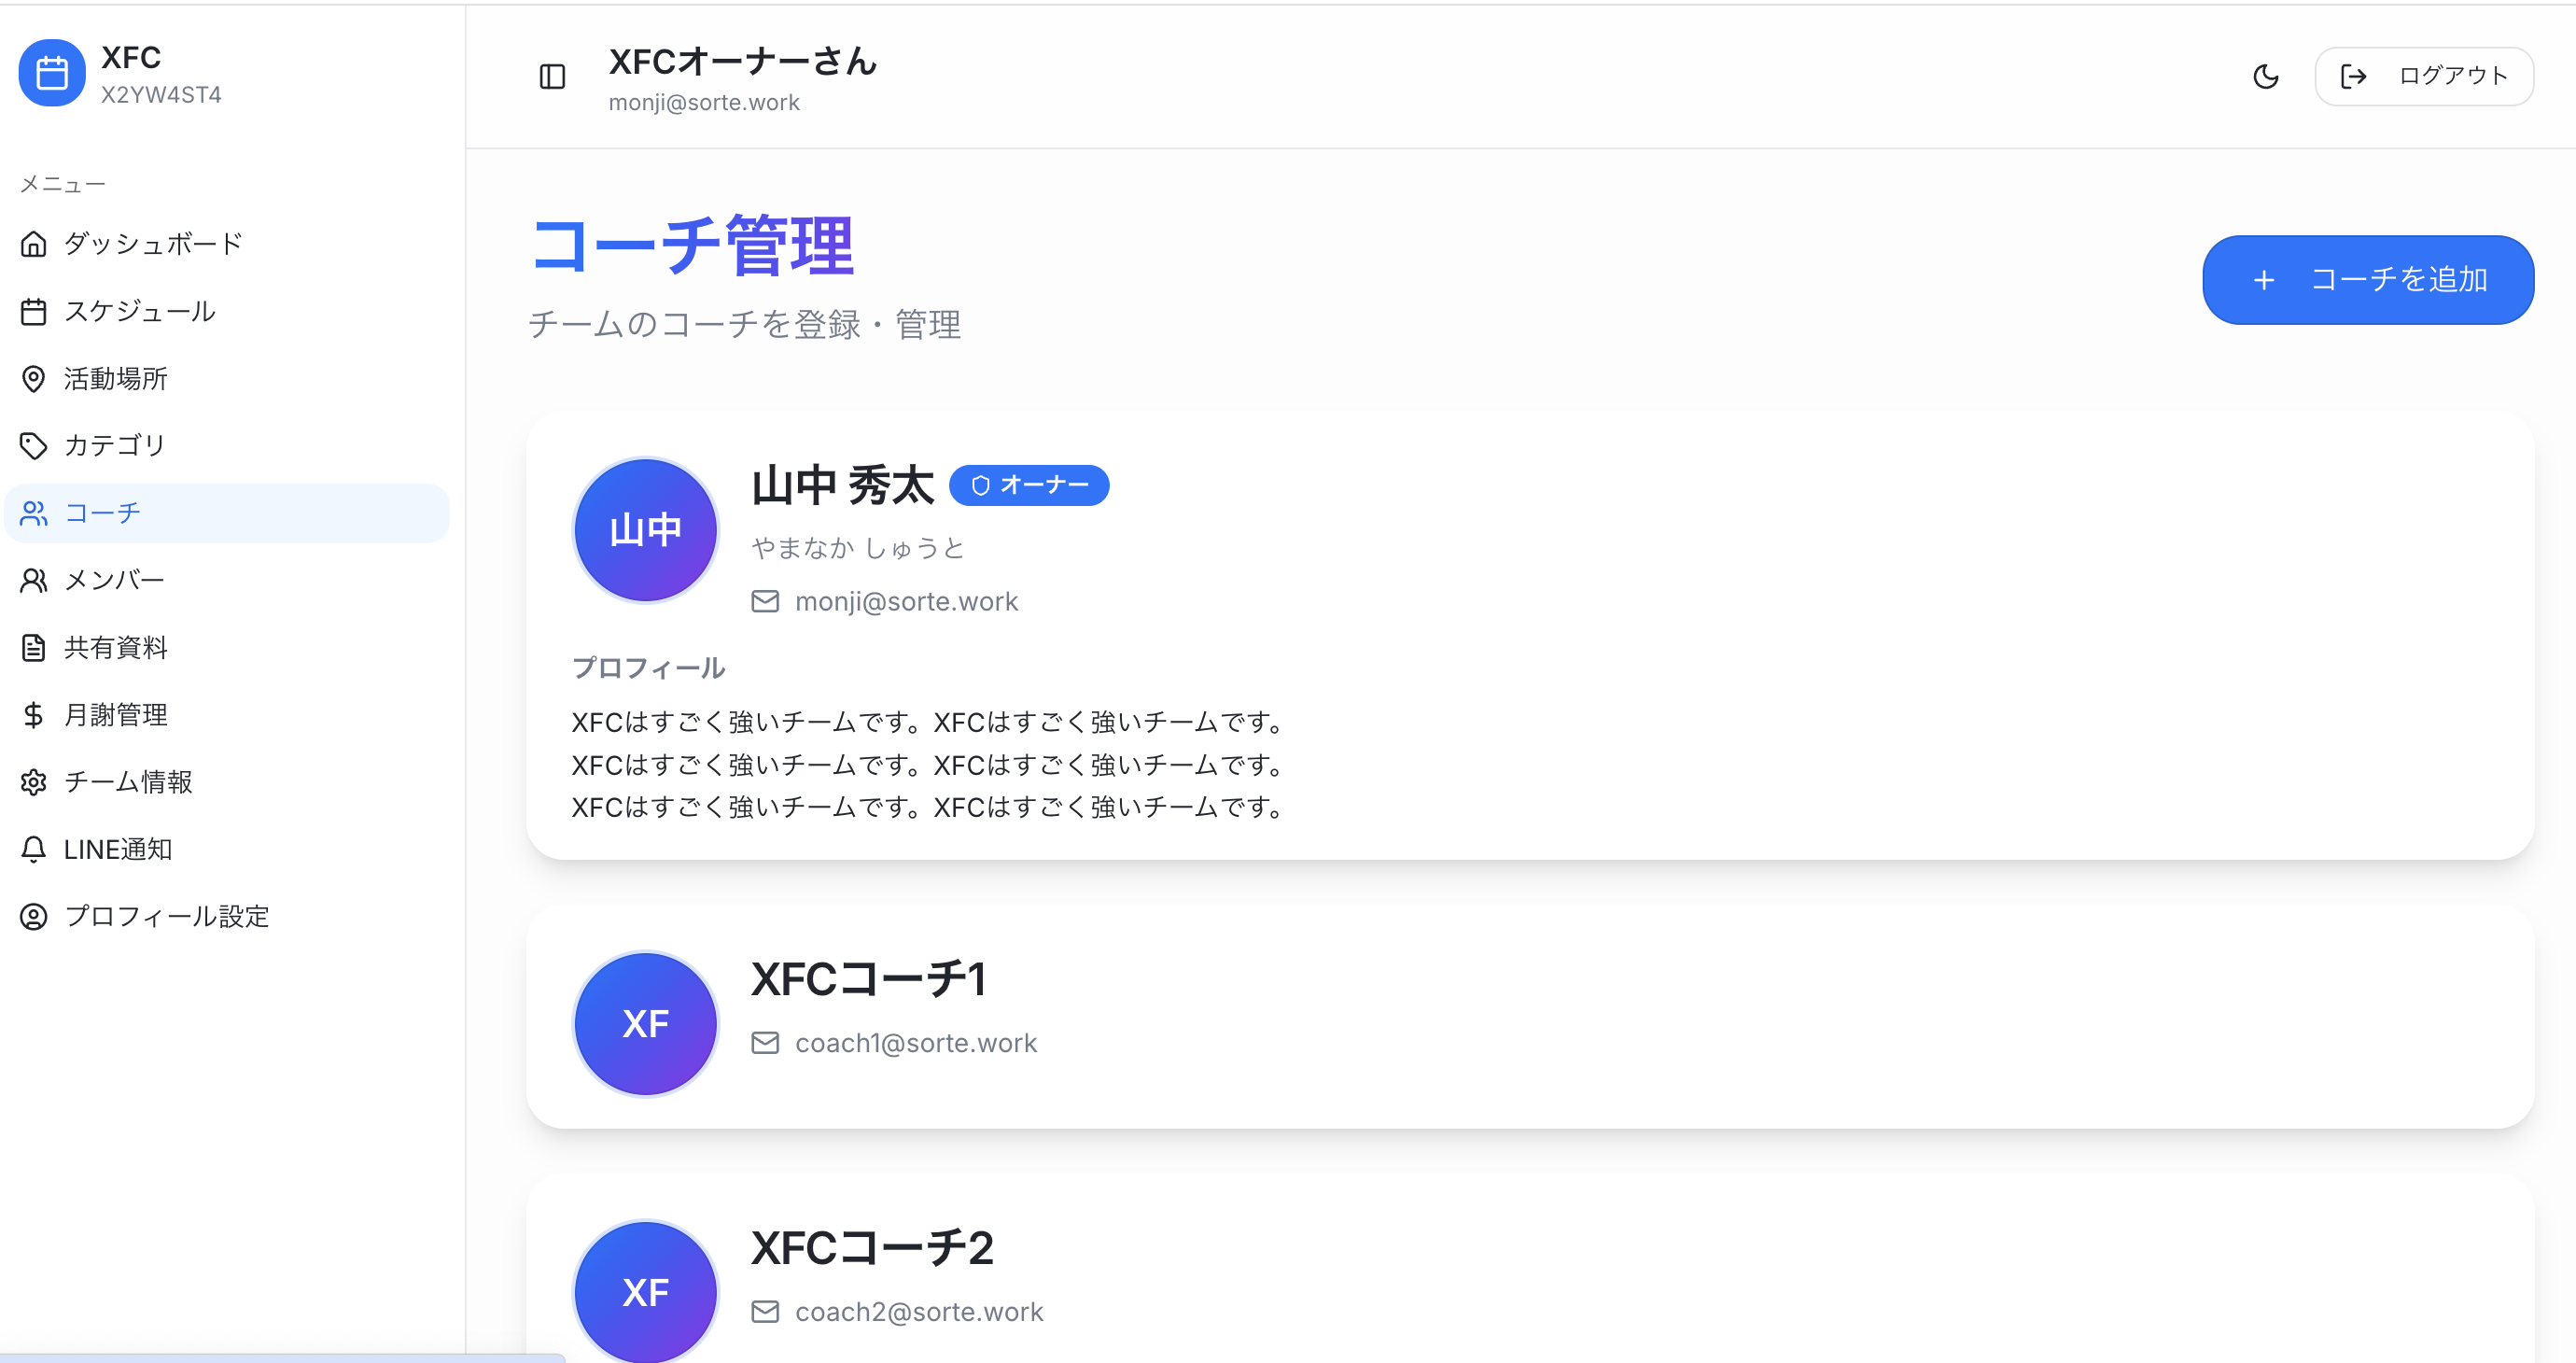 XFC
X2YW4ST4
メニュー
ダッシュボード
スケジュール
活動場所
カテゴリ
コーチ
メンバー
共有資料
月謝管理
チーム情報
LINE通知
プロフィール設定
XFCオーナーさん
monji@sorte.work
ログアウト
コーチ管理
チームのコーチを登録・管理
コーチを追加
山中
山中 秀太
オーナー
やまなか しゅうと
monji@sorte.work
プロフィール
XFCはすごく強いチームです。XFCはすごく強いチームです。
XFCはすごく強いチームです。XFCはすごく強いチームです。
XFCはすごく強いチームです。XFCはすごく強いチームです。
XF
XFCコーチ1
coach1@sorte.work
XF
XFCコーチ2
coach2@sorte.work